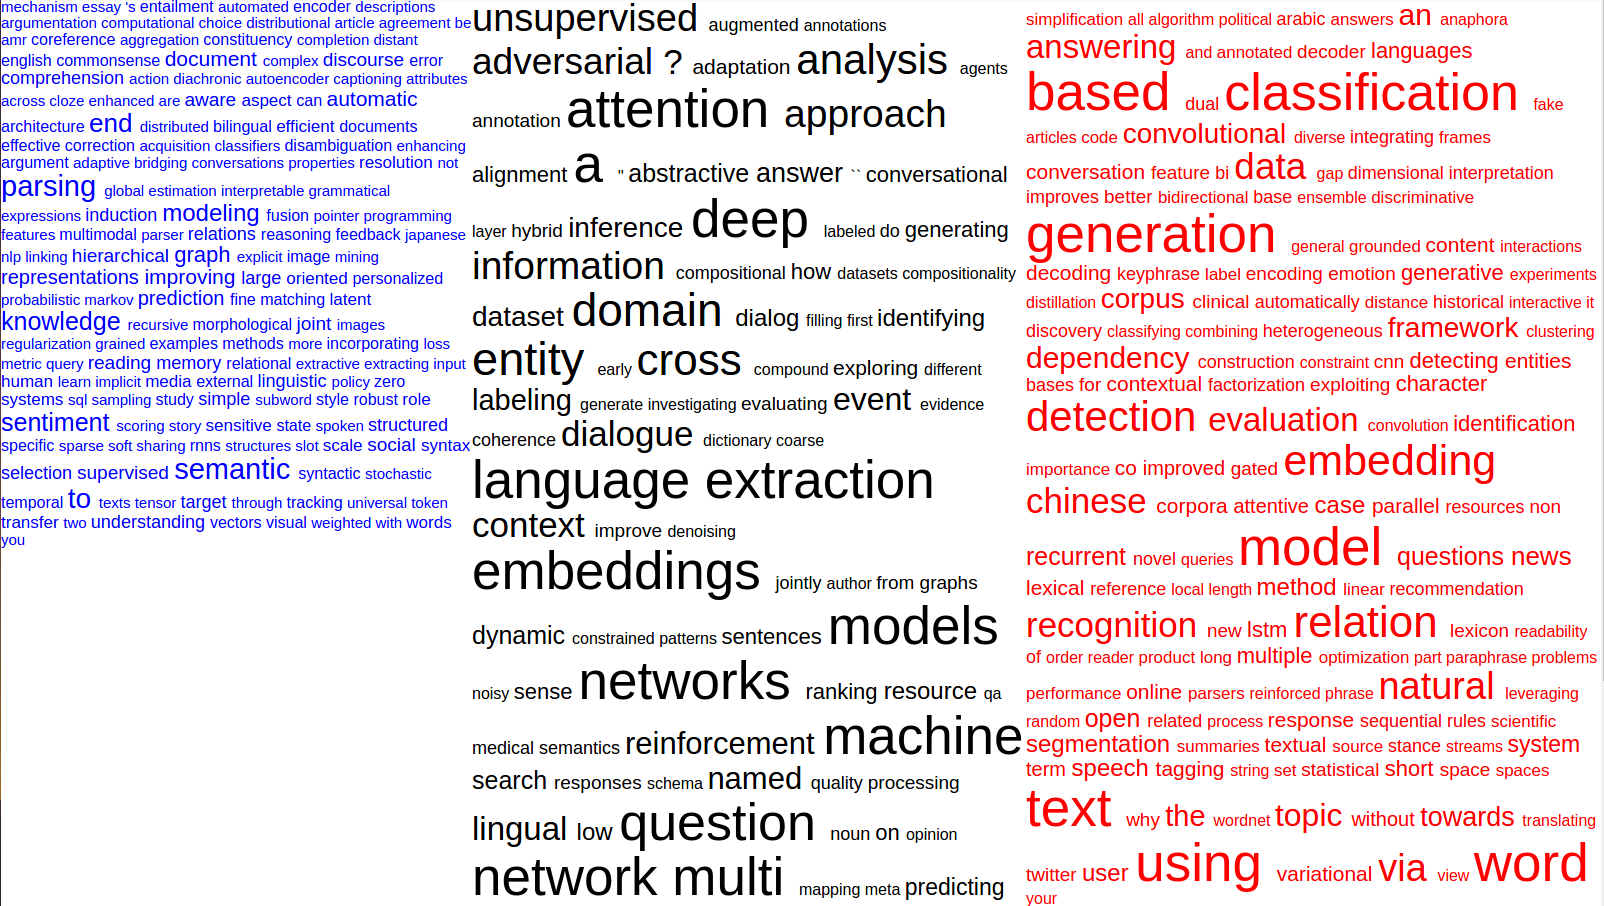 mechanism essay 's entailment automated encoder descriptions
argumentation computational choice distributional article agreement be
amr coreference aggregation constituency completion distant
english commonsense document complex discourse error
comprehension action diachronic autoencoder captioning attributes
across cloze enhanced are aware aspect can automatic
architecture end distributed bilingual efficient documents
effective correction acquisition classifiers disambiguation enhancing
argument adaptive bridging conversations properties resolution not
parsing global estimation interpretable grammatical
expressions induction modeling fusion pointer programming
features multimodal parser relations reasoning feedback japanese
nlp linking hierarchical graph explicit image mining
representations improving large oriented personalized
probabilistic markov prediction fine matching latent
knowledge recursive morphological joint images
regularization grained examples methods more incorporating loss
metric query reading memory relational extractive extracting input
human learn implicit media external linguistic policy zero
systems sql sampling study simple subword style robust role
sentiment scoring story sensitive state spoken structured
specific sparse soft sharing rnns structures slot scale social syntax
selection supervised semantic syntactic stochastic
temporal to texts tensor target through tracking universal token
transfer two understanding vectors visual weighted with words
you
unsupervised augmented annotations
adversarial ? adaptation analysis agents
annotation attention approach
alignment a '' abstractive answer `` conversational
layer hybrid inference deep labeled do generating
information compositional how datasets compositionality
dataset domain dialog filling first identifying
entity early cross compound exploring different
labeling generate investigating evaluating event evidence
coherence dialogue dictionary coarse
language extraction
context improve denoising
embeddings jointly author from graphs
dynamic constrained patterns sentences models
noisy sense networks ranking resource qa
medical semantics reinforcement machine
search responses schema named quality processing
lingual low question noun on opinion
network multi mapping meta predicting
simplification all algorithm political arabic answers an anaphora
answering and annotated decoder languages
based dual classification fake
articles code convolutional diverse integrating frames
conversation feature bi data gap dimensional interpretation
improves better bidirectional base ensemble discriminative
generation general grounded content interactions
decoding keyphrase label encoding emotion generative experiments
distillation corpus clinical automatically distance historical interactive it
discovery classifying combining heterogeneous framework clustering
dependency construction constraint cnn detecting entities
bases for contextual factorization exploiting character
detection evaluation convolution identification
importance co improved gated embedding
chinese corpora attentive case parallel resources non
recurrent novel queries model questions news
lexical reference local length method linear recommendation
recognition new lstm relation lexicon readability
of order reader product long multiple optimization part paraphrase problems
performance online parsers reinforced phrase natural leveraging
random open related process response sequential rules scientific
segmentation summaries textual source stance streams system
term speech tagging string set statistical short space spaces
text why the wordnet topic without towards translating
twitter user using variational via view word
your